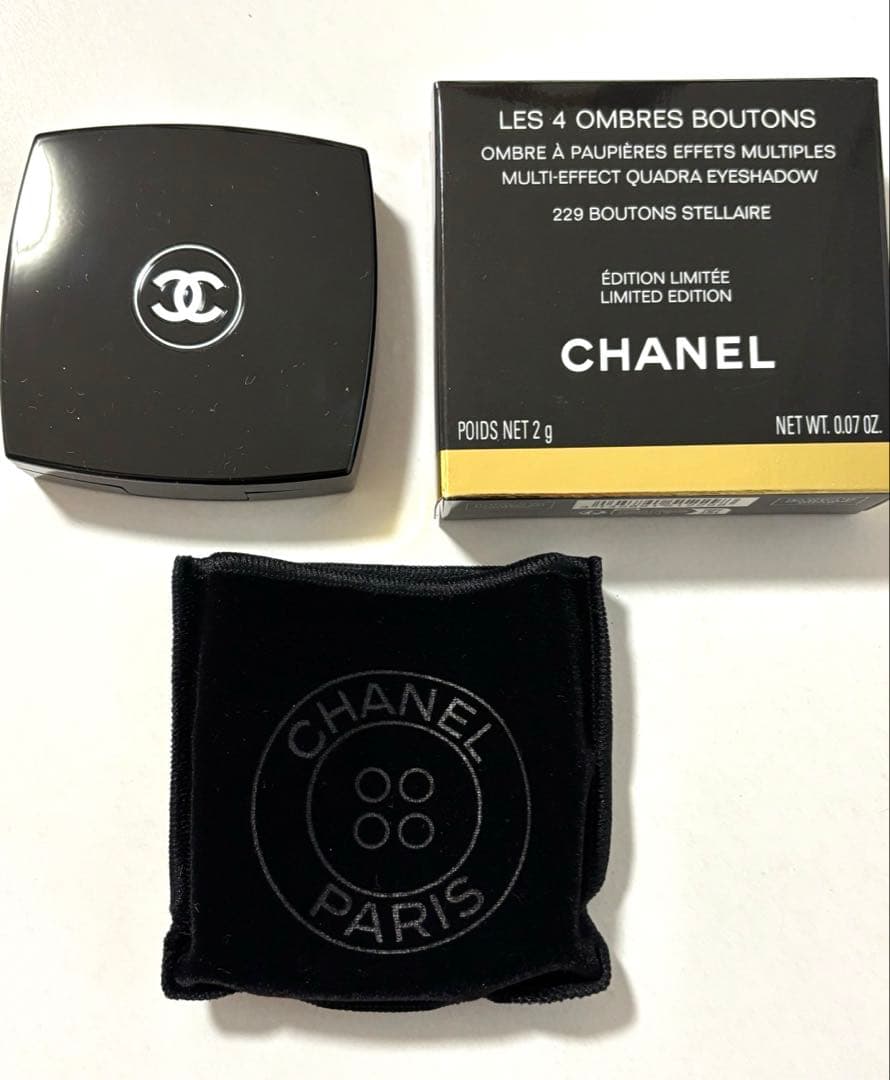 LES 4 OMBRES BOUTONS
OMBRE À PAUPIÈRES EFFETS MULTIPLES
MULTI-EFFECT QUADRA EYESHADOW
229 BOUTONS STELLAIRE
ÉDITION LIMITÉE
LIMITED EDITION
CHANEL
POIDS NET 2 g
NET WT. 0.07 OZ.
CHANEL
PARIS